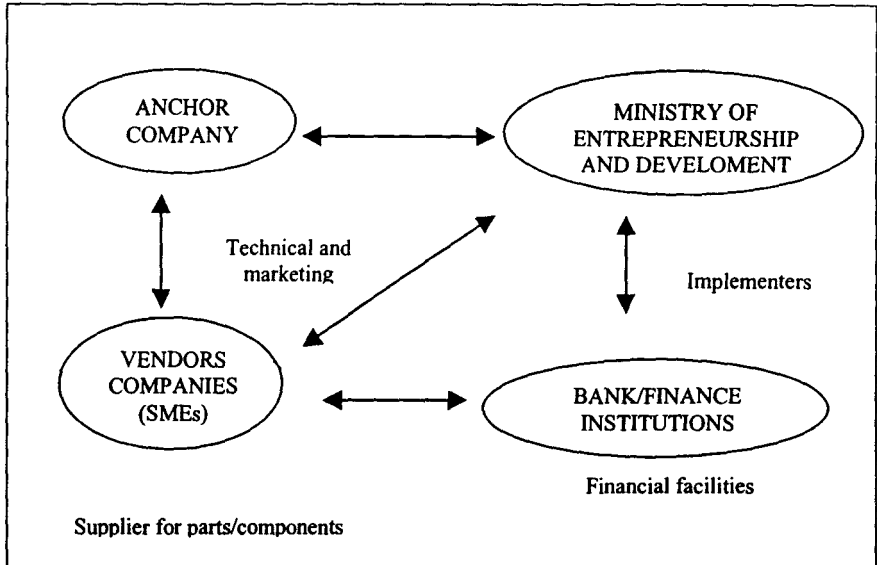 ANCHOR
COMPANY
MINISTRY OF
ENTREPRENEURSHIP
AND DEVELOMENT
Technical and
marketing
Implementers
VENDORS
COMPANIES
(SMEs)
BANK/FINANCE
INSTITUTIONS
Financial facilities
Supplier for parts/components